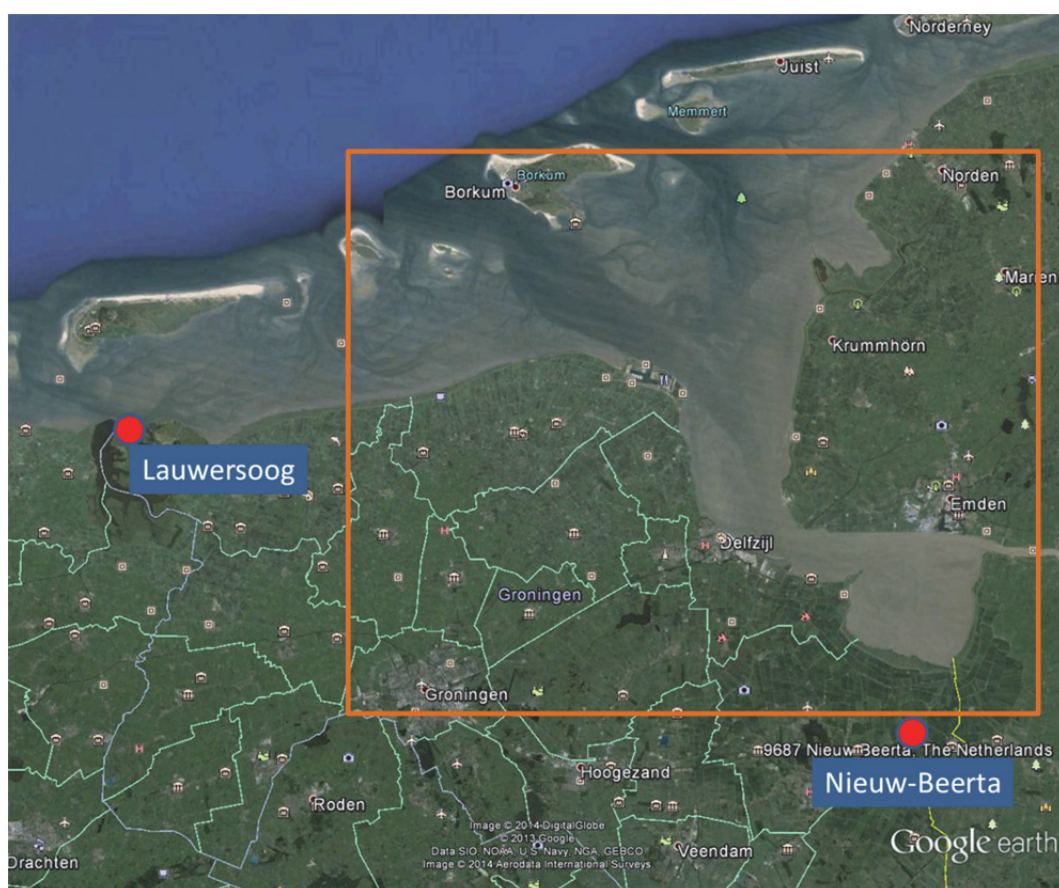 Norderney
Juist
Memmert
Borkum
Borkum
Norden
Marien
Krummhörn
Lauwersoog
Emden
Delfzijl
Groningen
Groningen
9687 Nieuw-Beerta, The Netherlands
Nieuw-Beerta
Hoogezand
Roden
Image © 2014 DigitalGlobe
© 2013 Google
Data SIO, NOAA, U.S. Navy, NGA, GEBCO
Image © 2014 Aerodata International Surveys
Veendam
Google earth
Drachten